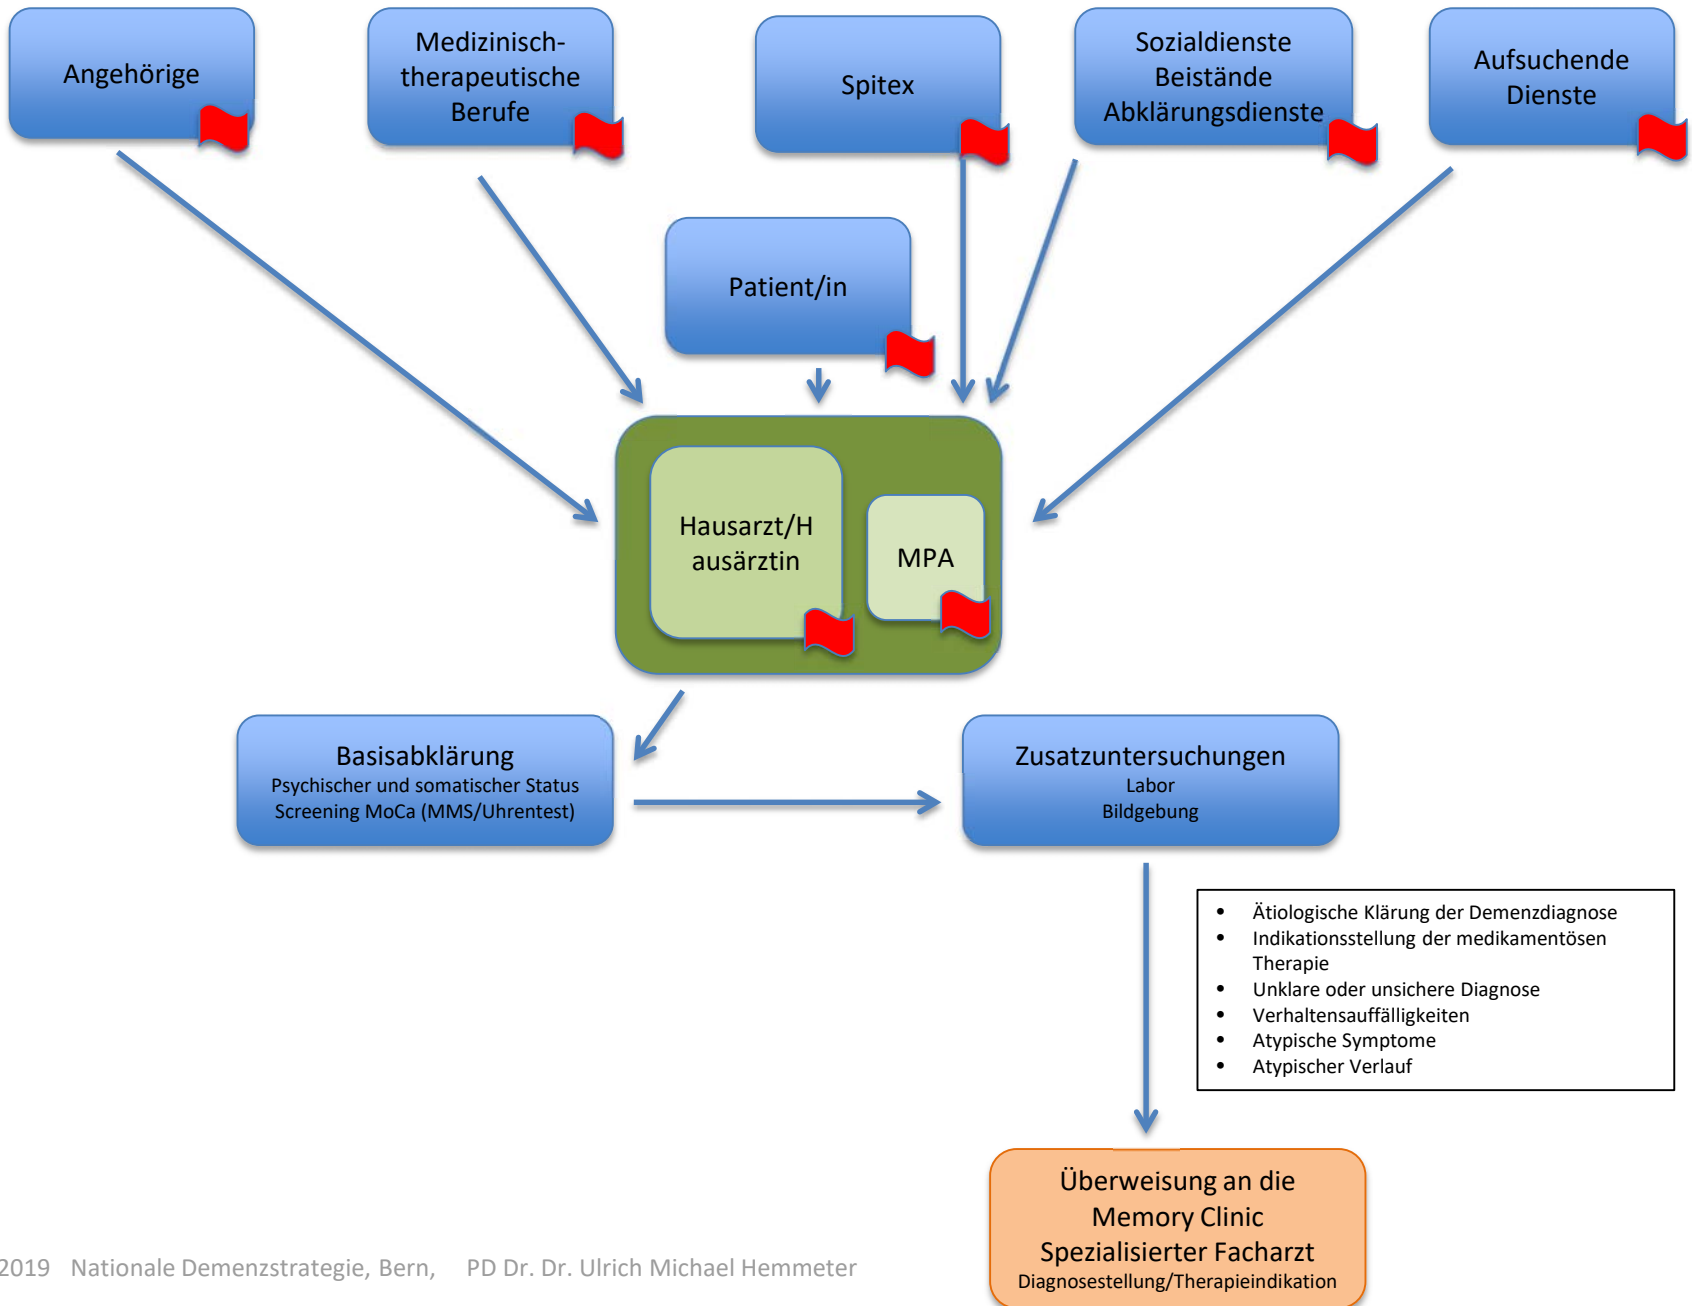 Angehörige
Medizinisch-
therapeutische
Berufe
Spitex
Sozialdienste
Beistände
Abklärungsdienste
Aufsuchende
Dienste
Patient/in
Hausarzt/H
ausärztin
MPA
Basisabklärung
Psychischer und somatischer Status
Screening MoCa (MMS/Uhrentest)
Zusatzuntersuchungen
Labor
Bildgebung
• Ätiologische Klärung der Demenzdiagnose
• Indikationsstellung der medikamentösen
Therapie
• Unklare oder unsichere Diagnose
• Verhaltensauffälligkeiten
• Atypische Symptome
• Atypischer Verlauf
Überweisung an die
Memory Clinic
Spezialisierter Facharzt
Diagnosestellung/Therapieindikation
2019 Nationale Demenzstrategie, Bern, PD Dr. Dr. Ulrich Michael Hemmeter